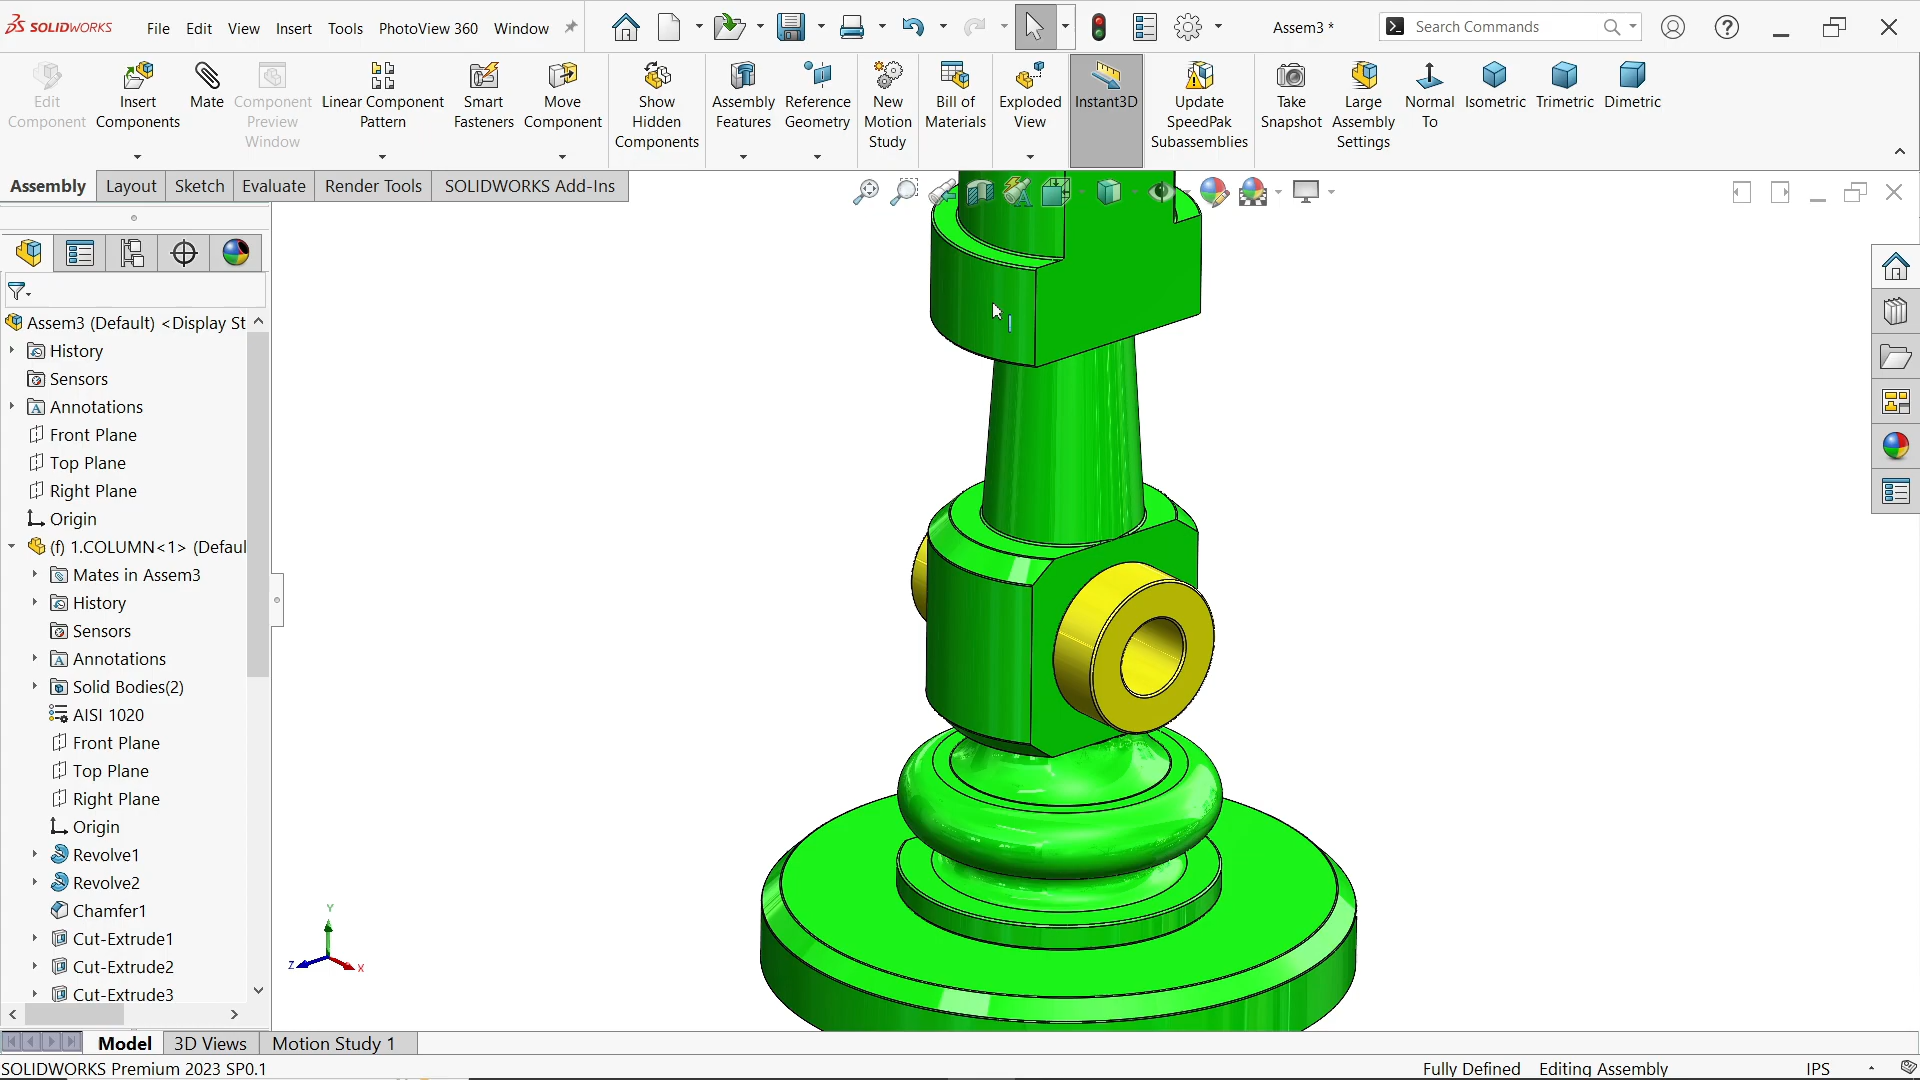 SOLIDWORKS File Edit View Insert Tools PhotoView 360 Window Assem3 * Search Commands
Edit Component
Insert Components
Mate
Component Preview Window
Linear Component Pattern
Smart Fasteners
Move Component
Show Hidden Components
Assembly Features
Reference Geometry
New Motion Study
Bill of Materials
Exploded View
Instant3D
Update SpeedPak Subassemblies
Take Snapshot
Large Assembly Settings
Normal To
Isometric
Trimetric
Dimetric
Assembly Layout Sketch Evaluate Render Tools SOLIDWORKS Add-Ins
Assem3 (Default) <Display St
History
Sensors
Annotations
Front Plane
Top Plane
Right Plane
Origin
(f) 1.COLUMN<1> (Defaul
Mates in Assem3
History
Sensors
Annotations
Solid Bodies(2)
AISI 1020
Front Plane
Top Plane
Right Plane
Origin
Revolve1
Revolve2
Chamfer1
Cut-Extrude1
Cut-Extrude2
Cut-Extrude3
Y
Z
X
Model 3D Views Motion Study 1
SOLIDWORKS Premium 2023 SP0.1 Fully Defined Editing Assembly IPS